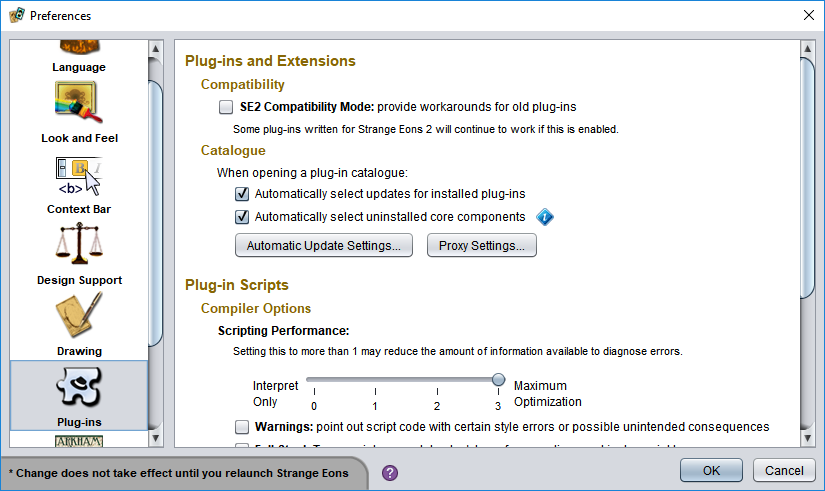 Preferences
Language
Look and Feel
<b> B I
Context Bar
Design Support
Drawing
Plug-ins
ARKHAM
Plug-ins and Extensions
Compatibility
SE2 Compatibility Mode: provide workarounds for old plug-ins
Some plug-ins written for Strange Eons 2 will continue to work if this is enabled.
Catalogue
When opening a plug-in catalogue:
Automatically select updates for installed plug-ins
Automatically select uninstalled core components
Automatic Update Settings... Proxy Settings...
Plug-in Scripts
Compiler Options
Scripting Performance:
Setting this to more than 1 may reduce the amount of information available to diagnose errors.
Interpret Maximum
Only 0 1 2 3 Optimization
Warnings: point out script code with certain style errors or possible unintended consequences
* Change does not take effect until you relaunch Strange Eons
? OK Cancel